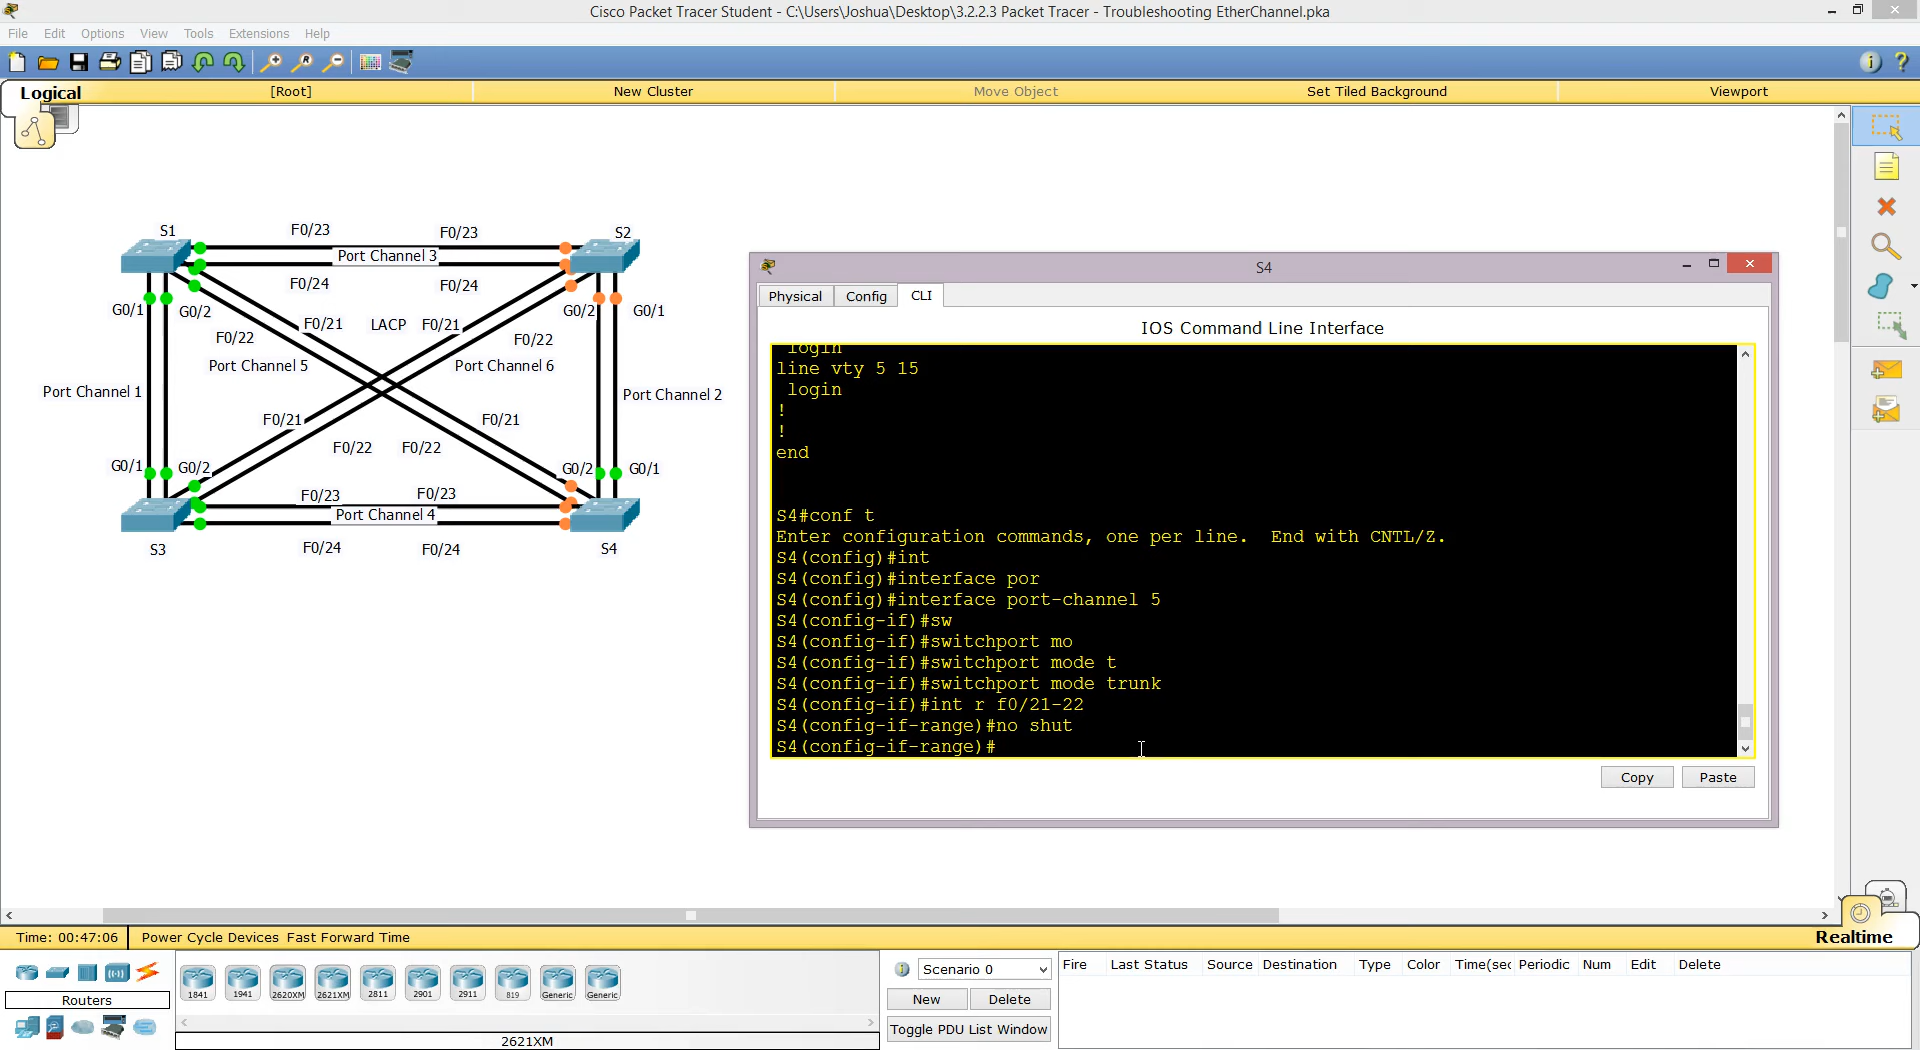 Cisco Packet Tracer Student - C:\Users\Joshua\Desktop\3.2.2.3 Packet Tracer - Troubleshooting EtherChannel.pka
File Edit Options View Tools Extensions Help
Logical [Root] New Cluster Move Object Set Tiled Background Viewport
S1 F0/23 F0/23 S2
Port Channel 3
F0/24 F0/24
G0/1 G0/2 G0/2 G0/1
F0/21 LACP F0/21
F0/22 F0/22
Port Channel 5 Port Channel 6
Port Channel 1 Port Channel 2
F0/21 F0/21
F0/22 F0/22
G0/1 G0/2 G0/2 G0/1
F0/23 F0/23
Port Channel 4
S3 F0/24 F0/24 S4
S4
Physical Config CLI
IOS Command Line Interface
login
line vty 5 15
login
!
!
end
S4#conf t
Enter configuration commands, one per line. End with CNTL/Z.
S4(config)#int
S4(config)#interface por
S4(config)#interface port-channel 5
S4(config-if)#sw
S4(config-if)#switchport mo
S4(config-if)#switchport mode t
S4(config-if)#switchport mode trunk
S4(config-if)#int r f0/21-22
S4(config-if-range)#no shut
S4(config-if-range)#
Copy Paste
Time: 00:47:06 Power Cycle Devices Fast Forward Time Realtime
Routers
1841 1941 2620XM 2621XM 2811 2901 2911 819 Generic Generic
2621XM
Scenario 0
New Delete
Toggle PDU List Window
Fire Last Status Source Destination Type Color Time(sec Periodic Num Edit Delete